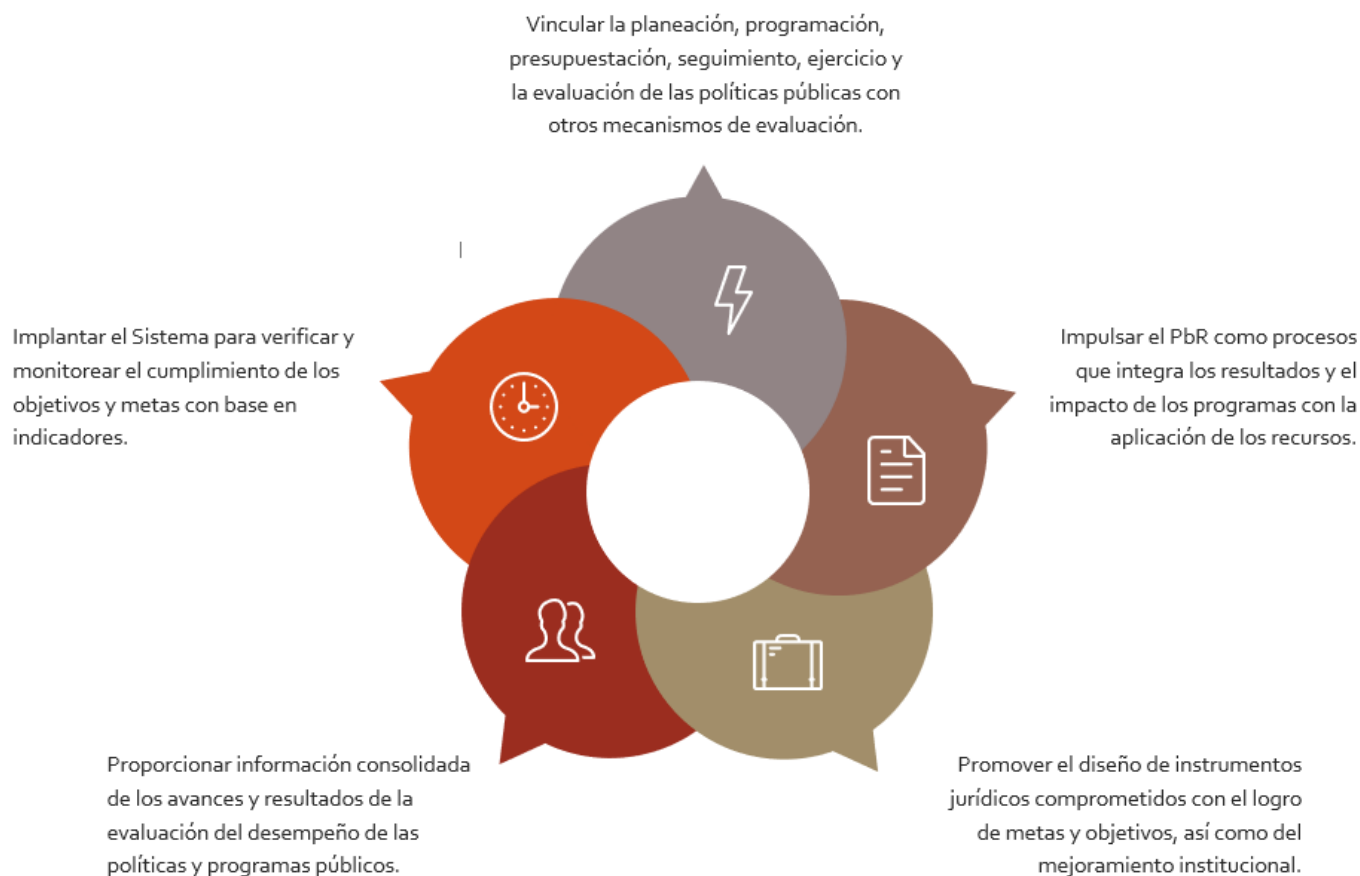 Vincular la planeación, programación,
presupuestación, seguimiento, ejercicio y
la evaluación de las políticas públicas con
otros mecanismos de evaluación.
Implantar el Sistema para verificar y
monitorear el cumplimiento de los
objetivos y metas con base en
indicadores.
Impulsar el PbR como procesos
que integra los resultados y el
impacto de los programas con la
aplicación de los recursos.
Proporcionar información consolidada
de los avances y resultados de la
evaluación del desempeño de las
políticas y programas públicos.
Promover el diseño de instrumentos
jurídicos comprometidos con el logro
de metas y objetivos, así como del
mejoramiento institucional.